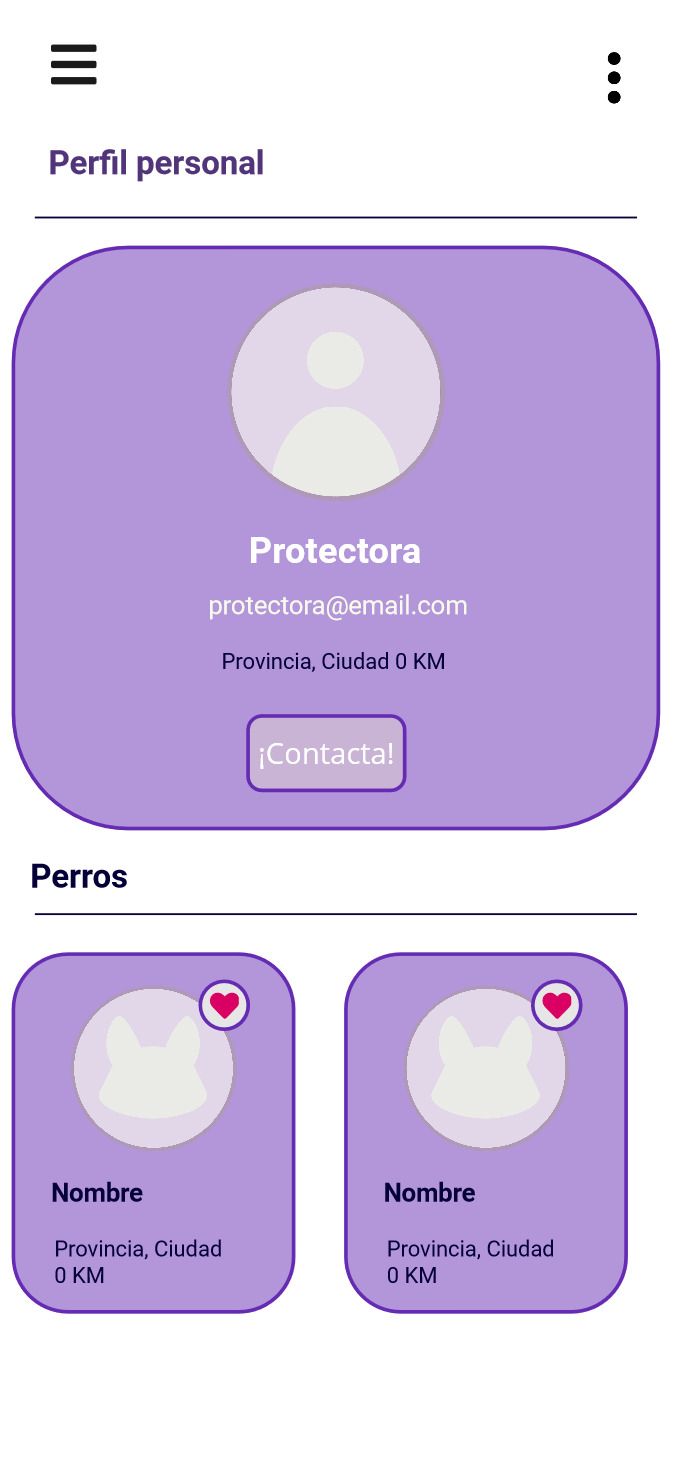 Perfil personal
Protectora
protectora@email.com
Provincia, Ciudad 0 KM
¡Contacta!
Perros
Nombre
Provincia, Ciudad
0 KM
Nombre
Provincia, Ciudad
0 KM